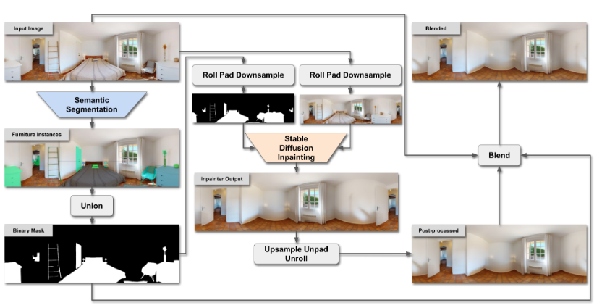 Input Image
Semantic
Segmentation
Furniture Instances
Union
Binary Mask
Roll Pad Downsample
Roll Pad Downsample
Stable
Diffusion
Inpainting
Inpainter Output
Upsample Unpad
Unroll
Blended
Blend
Postprocessed